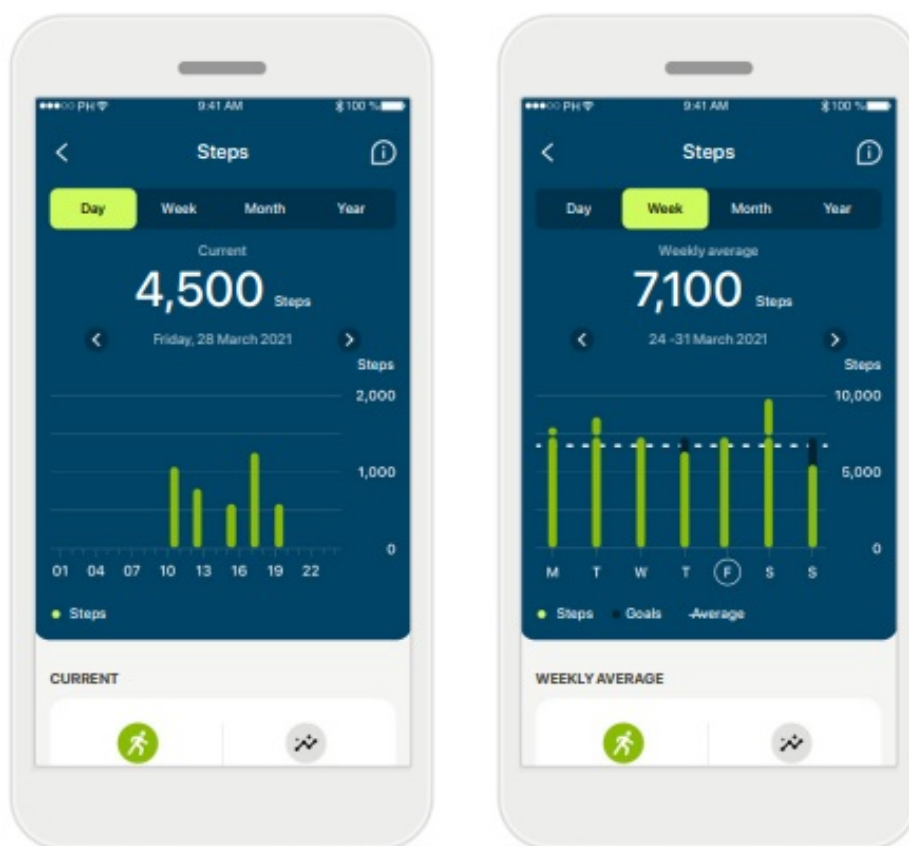 PH 9:41 AM 100 %
Steps
Day Week Month Year
Current
4,500 Steps
Friday, 28 March 2021
Steps
2,000
1,000
0
01 04 07 10 13 16 19 22
Steps
CURRENT
PH 9:41 AM 100 %
Steps
Day Week Month Year
Weekly average
7,100 Steps
24 -31 March 2021
Steps
10,000
5,000
0
M T W T F S S
Steps Goals Average
WEEKLY AVERAGE